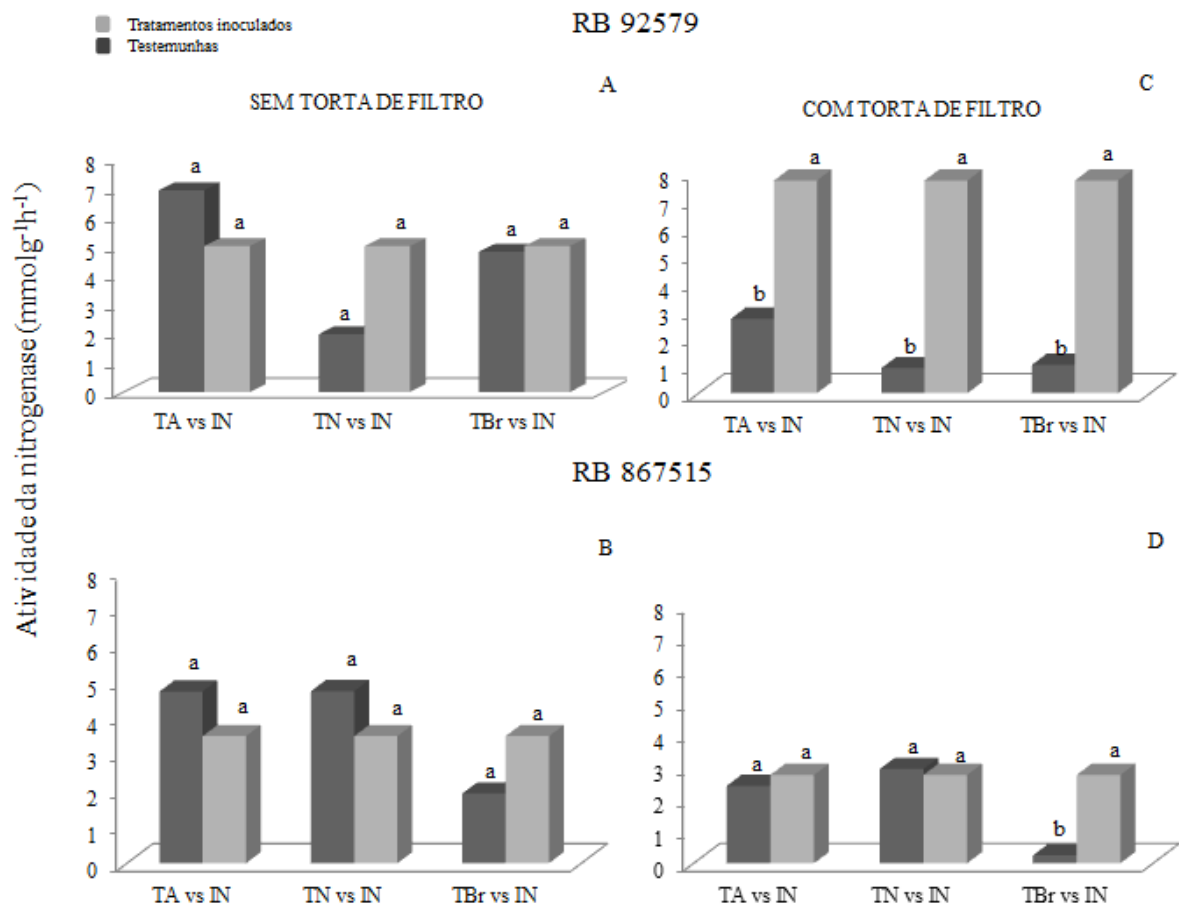 Tratamentos inoculados
Testemunhas
RB 92579
A
C
SEM TORTA DE FILTRO
COM TORTA DE FILTRO
Atividade da nitrogenase (mmolg⁻¹h⁻¹)
8
7
6
5
4
3
2
1
0
a
a
a
a
a
a
TA vs IN
TN vs IN
TBr vs IN
8
7
6
5
4
3
2
1
0
b
a
b
a
b
a
TA vs IN
TN vs IN
TBr vs IN
RB 867515
B
D
8
7
6
5
4
3
2
1
0
a
a
a
a
a
a
TA vs IN
TN vs IN
TBr vs IN
8
7
6
5
4
3
2
1
0
a
a
a
a
b
a
TA vs IN
TN vs IN
TBr vs IN